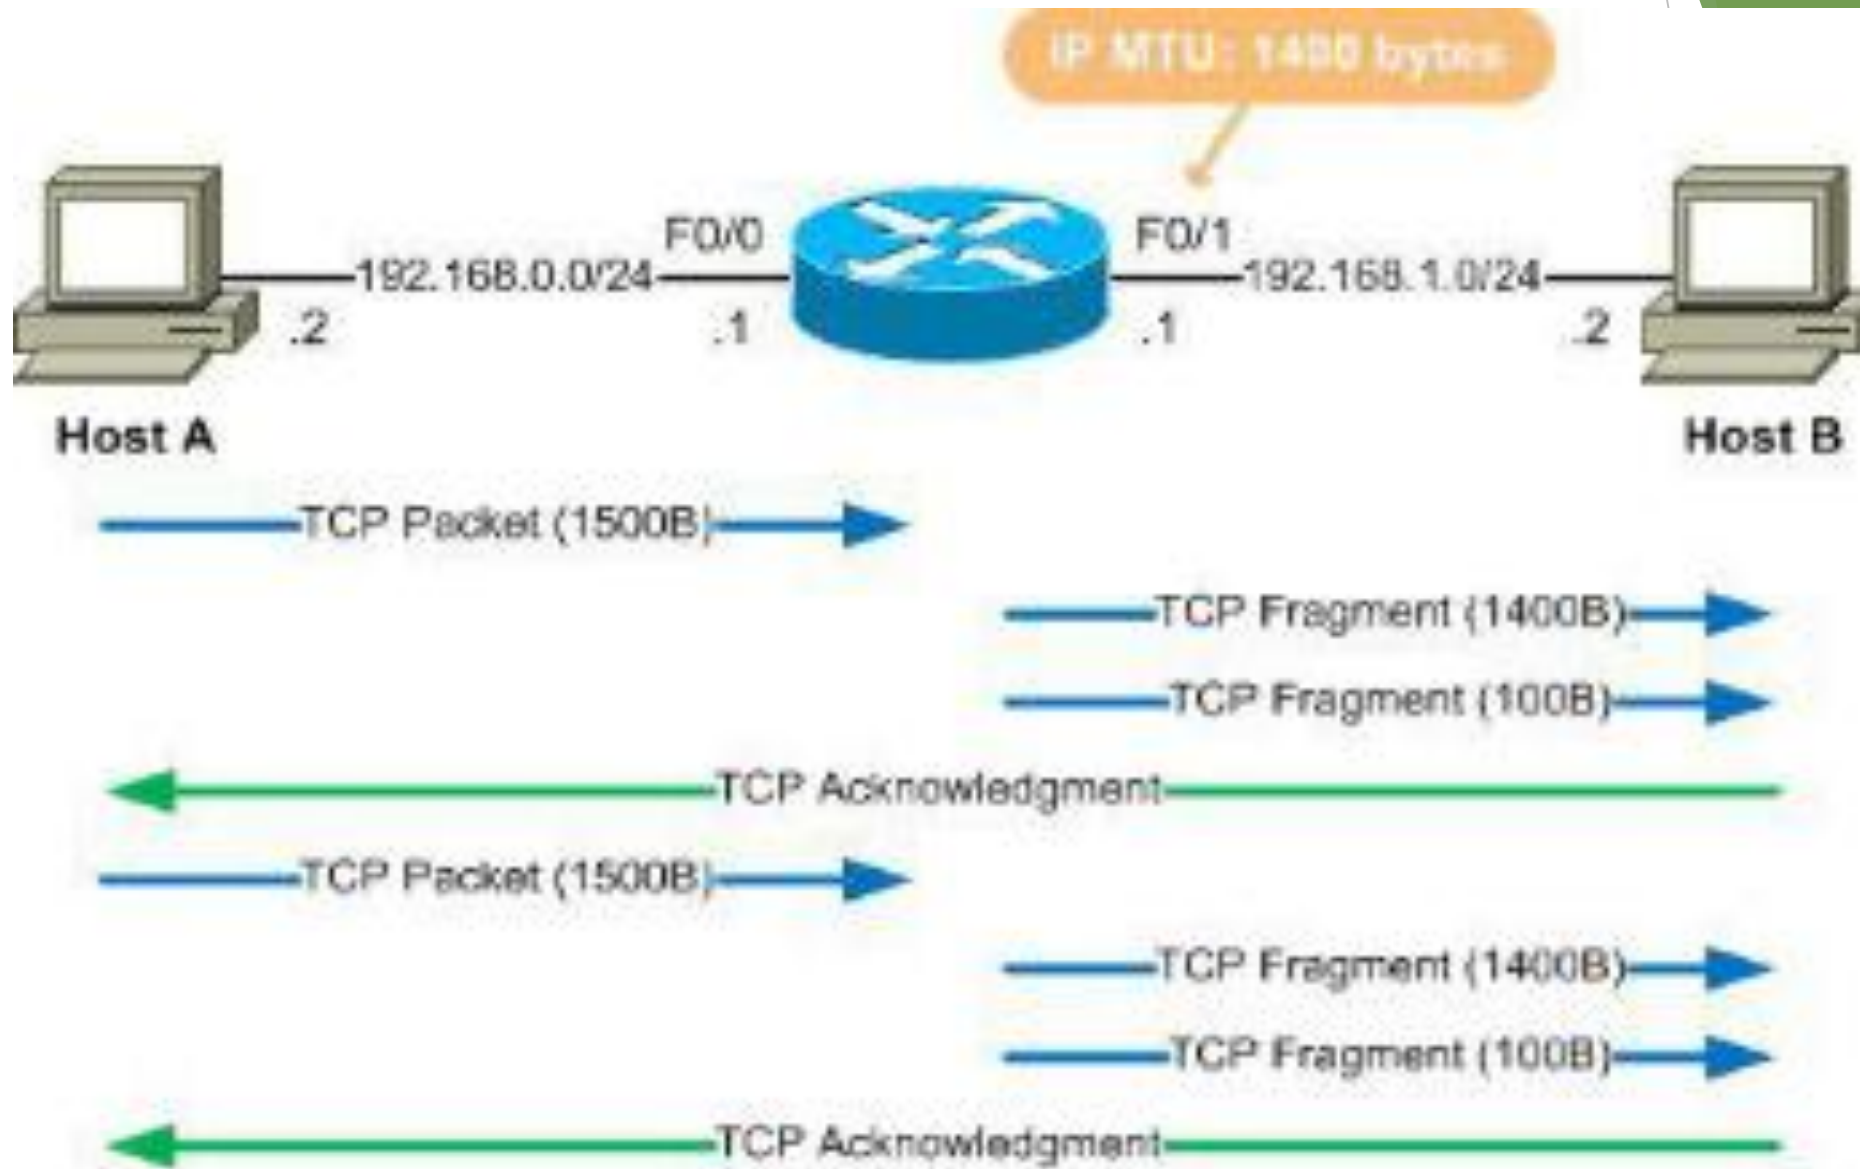 IP MTU: 1400 bytes
F0/0
F0/1
192.168.0.0/24
192.168.1.0/24
.2
.1
.1
.2
Host A
Host B
TCP Packet (1500B)
TCP Fragment (1400B)
TCP Fragment (100B)
TCP Acknowledgment
TCP Packet (1500B)
TCP Fragment (1400B)
TCP Fragment (100B)
TCP Acknowledgment